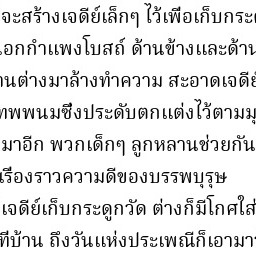 จะสร้างเจดีย์เล็กๆ ไว้เพื่อเก็บกระ
นอกกำแพงโบสถ์ ด้านข้างและด้าน
านต่างมาล้างทำความ สะอาดเจดีย์
ทพพนมซึ่งประดับตกแต่งไว้ตามมุ
มาอีก พวกเด็กๆ ลูกหลานช่วยกัน
เรื่องราวความดีของบรรพบุรุษ
เจดีย์เก็บกระดูกวัด ต่างก็มีโกศใส่
ที่บ้าน ถึงวันแห่งประเพณีก็เอามา